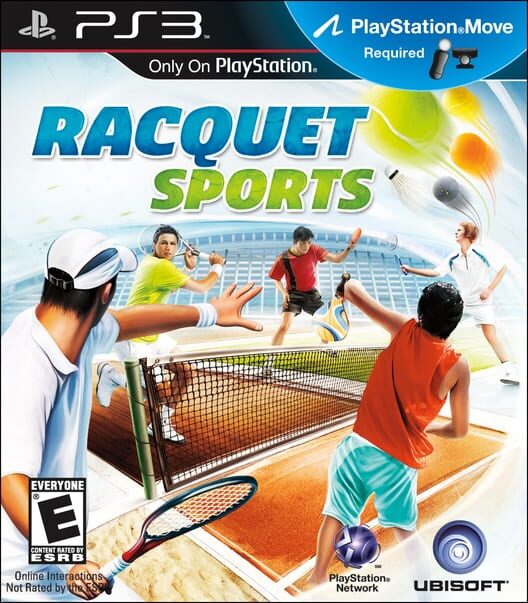 PS3
Only On PlayStation®
PlayStation®Move
Required
RACQUET
SPORTS
EVERYONE
E
CONTENT RATED BY
ESRB
Online Interactions
Not Rated by the ESRB
PlayStation®
Network
UBISOFT®